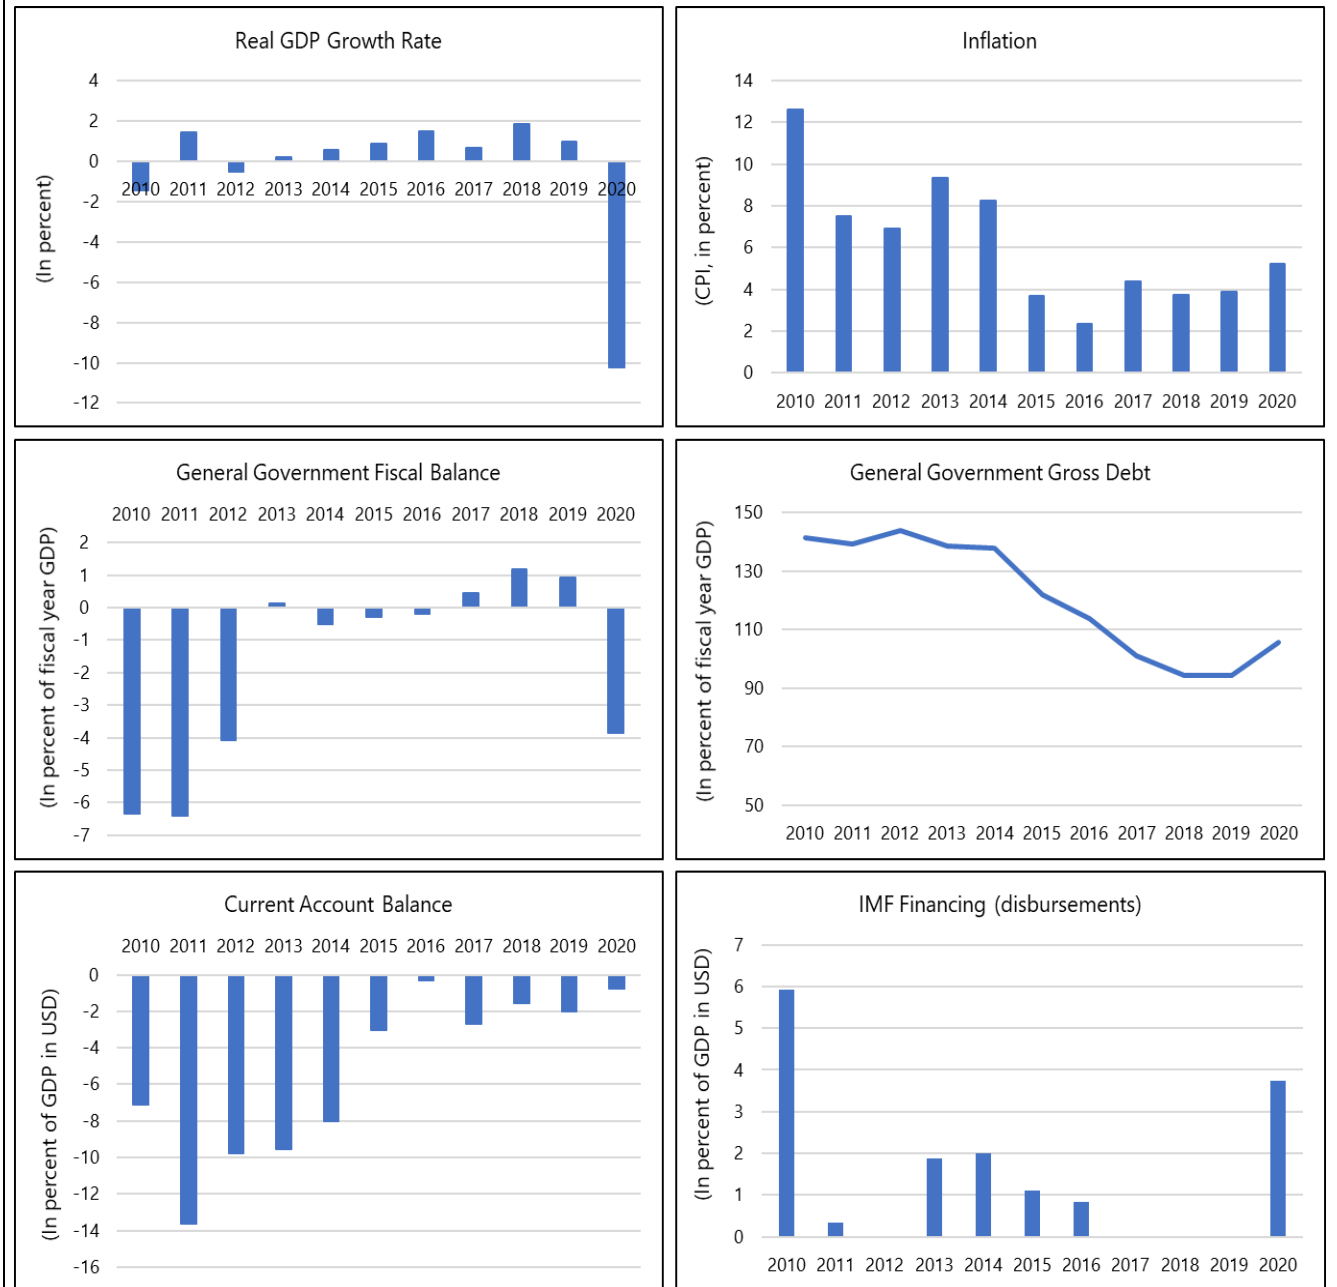 Real GDP Growth Rate
(In percent)
4
2
0
-2
-4
-6
-8
-10
-12
2010 2011 2012 2013 2014 2015 2016 2017 2018 2019 2020
Inflation
(CPI, in percent)
14
12
10
8
6
4
2
0
2010 2011 2012 2013 2014 2015 2016 2017 2018 2019 2020
General Government Fiscal Balance
2010 2011 2012 2013 2014 2015 2016 2017 2018 2019 2020
(In percent of fiscal year GDP)
2
1
0
-1
-2
-3
-4
-5
-6
-7
General Government Gross Debt
(In percent of fiscal year GDP)
150
130
110
90
70
50
2010 2011 2012 2013 2014 2015 2016 2017 2018 2019 2020
Current Account Balance
2010 2011 2012 2013 2014 2015 2016 2017 2018 2019 2020
(In percent of GDP in USD)
0
-2
-4
-6
-8
-10
-12
-14
-16
IMF Financing (disbursements)
(In percent of GDP in USD)
7
6
5
4
3
2
1
0
2010 2011 2012 2013 2014 2015 2016 2017 2018 2019 2020